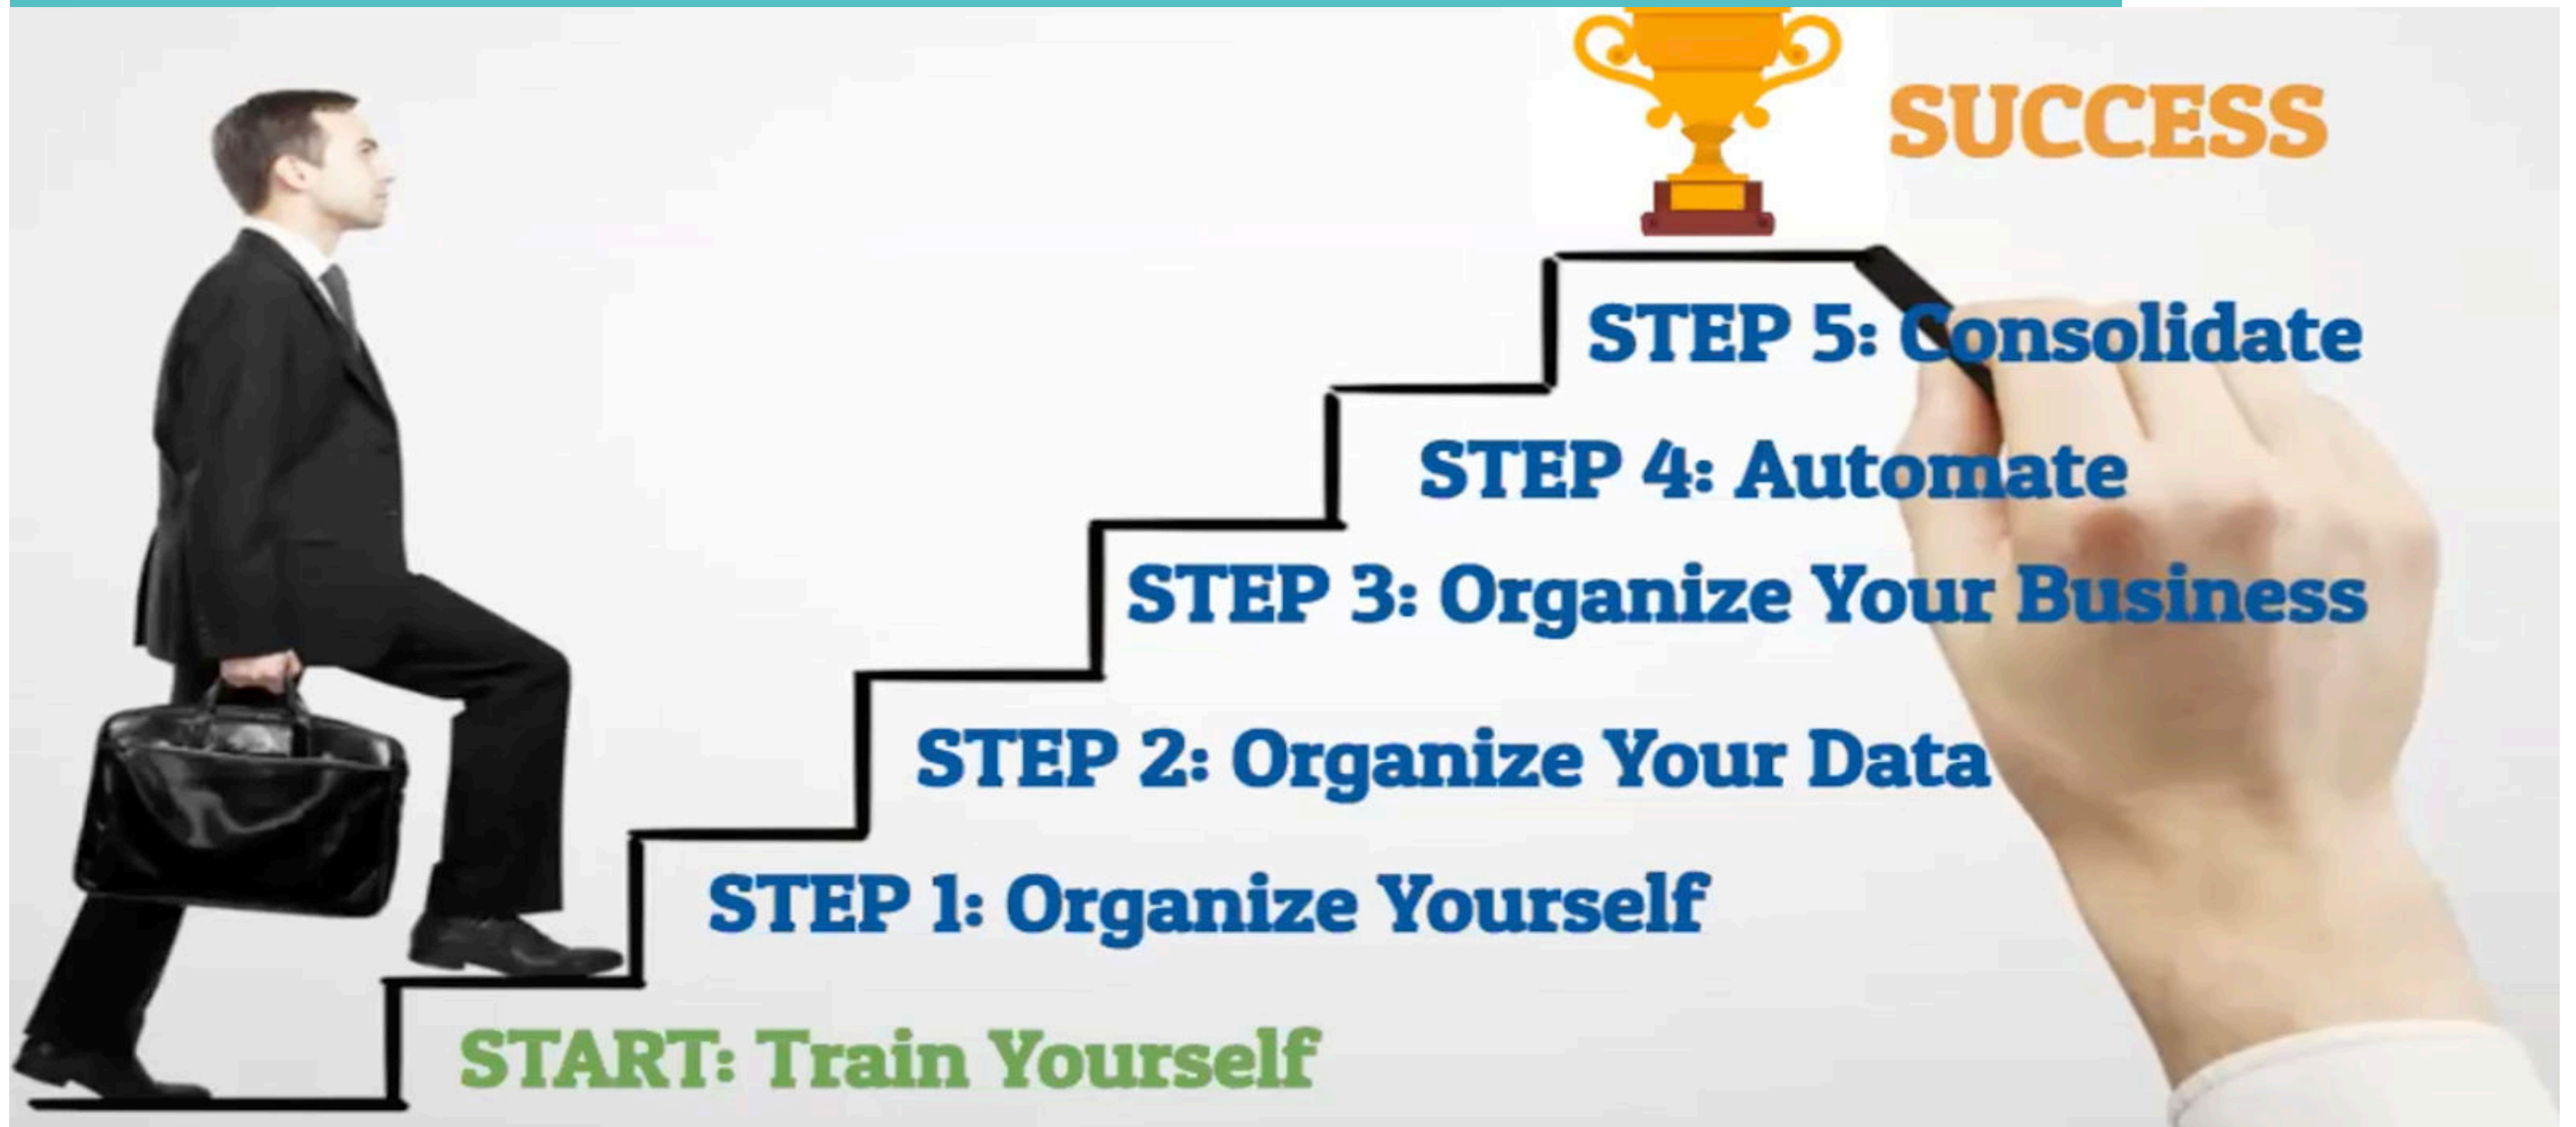 SUCCESS
STEP 5: Consolidate
STEP 4: Automate
STEP 3: Organize Your Business
STEP 2: Organize Your Data
STEP 1: Organize Yourself
START: Train Yourself